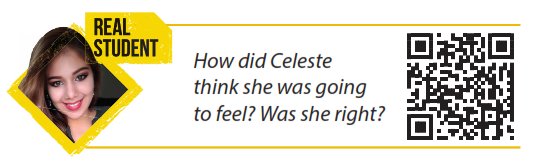 REAL
STUDENT
How did Celeste
think she was going
to feel? Was she right?